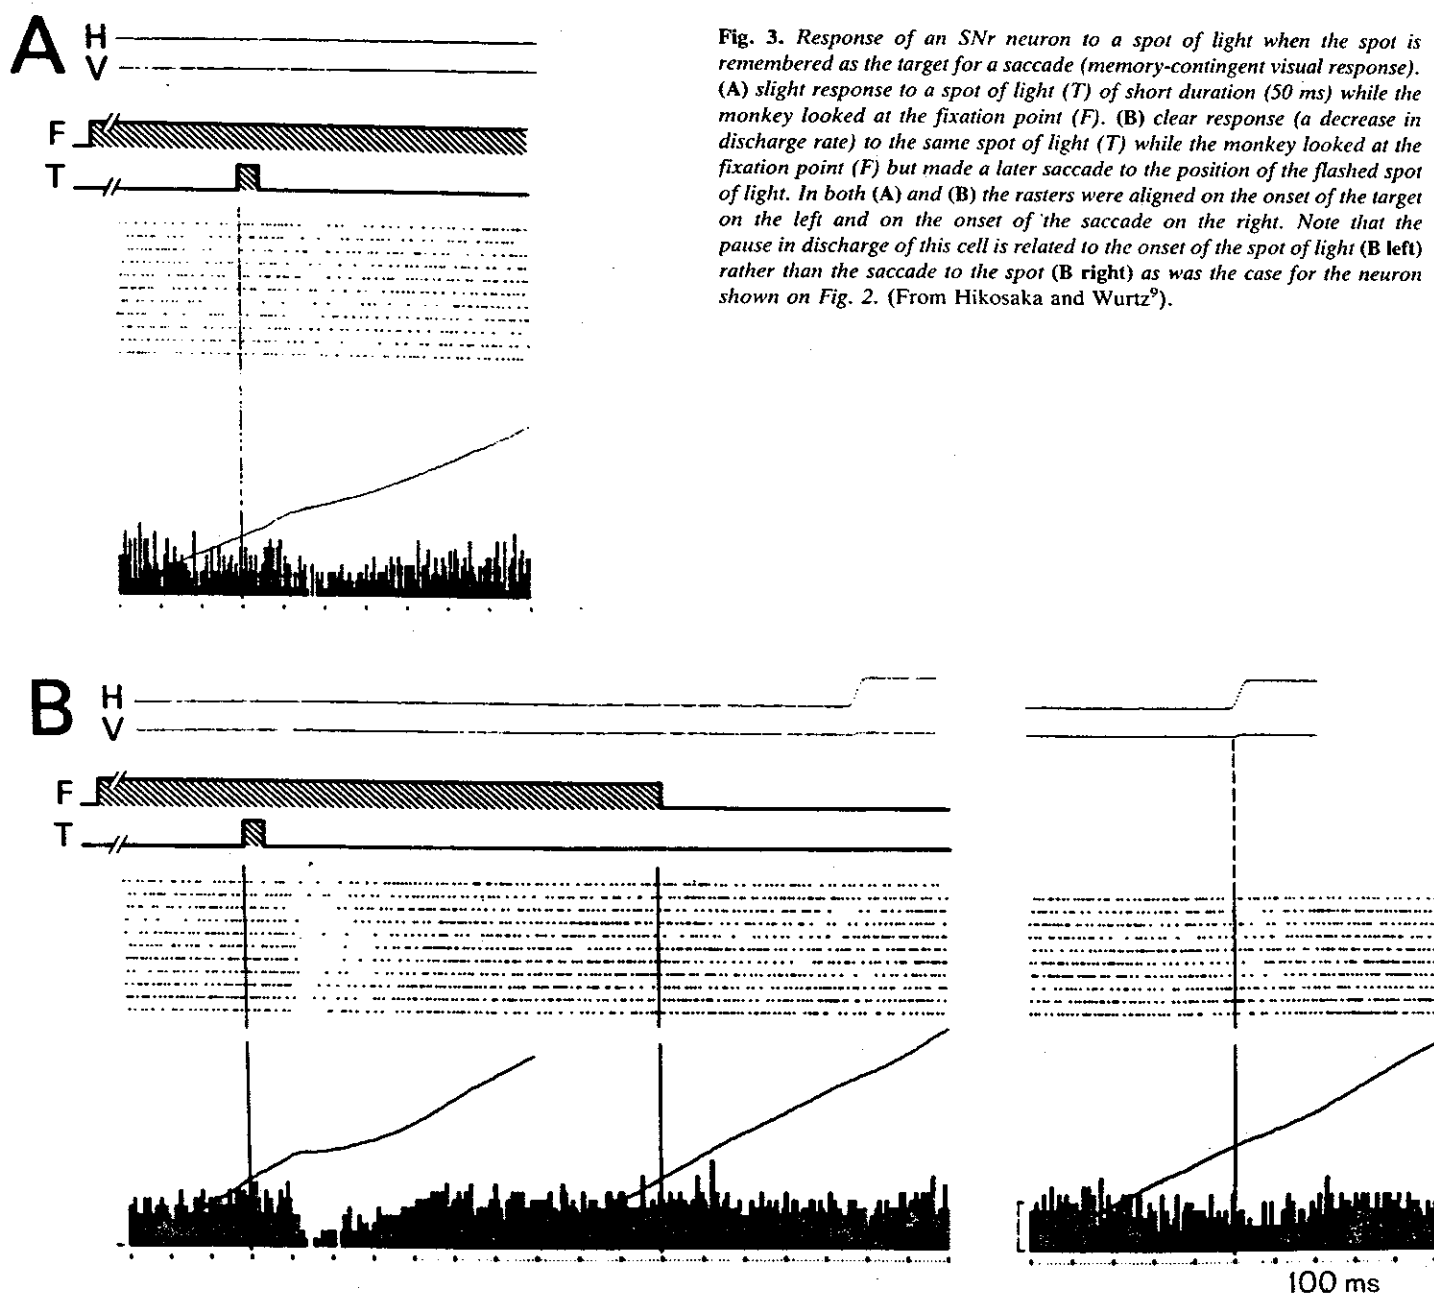 A
H
V
F
T
Fig. 3. Response of an SNr neuron to a spot of light when the spot is
remembered as the target for a saccade (memory-contingent visual response).
(A) slight response to a spot of light (T) of short duration (50 ms) while the
monkey looked at the fixation point (F). (B) clear response (a decrease in
discharge rate) to the same spot of light (T) while the monkey looked at the
fixation point (F) but made a later saccade to the position of the flashed spot
of light. In both (A) and (B) the rasters were aligned on the onset of the target
on the left and on the onset of the saccade on the right. Note that the
pause in discharge of this cell is related to the onset of the spot of light (B left)
rather than the saccade to the spot (B right) as was the case for the neuron
shown on Fig. 2. (From Hikosaka and Wurtz⁹).
B
H
V
F
T
100 ms